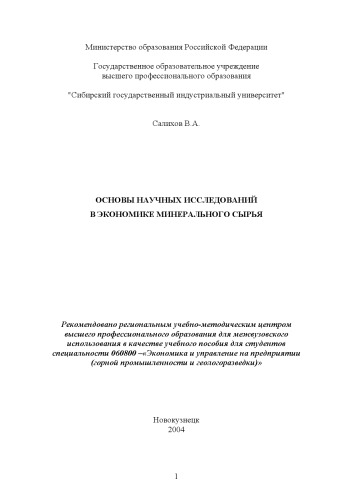 Министерство образования Российской Федерации
Государственное образовательное учреждение
высшего профессионального образования
"Сибирский государственный индустриальный университет"
Салихов В.А.
ОСНОВЫ НАУЧНЫХ ИССЛЕДОВАНИЙ
В ЭКОНОМИКЕ МИНЕРАЛЬНОГО СЫРЬЯ
Рекомендовано региональным учебно-методическим центром
высшего профессионального образования для межвузовского
использования в качестве учебного пособия для студентов
специальности 060800 –«Экономика и управление на предприятии
(горной промышленности и геологоразведки)»
Новокузнецк
2004
1